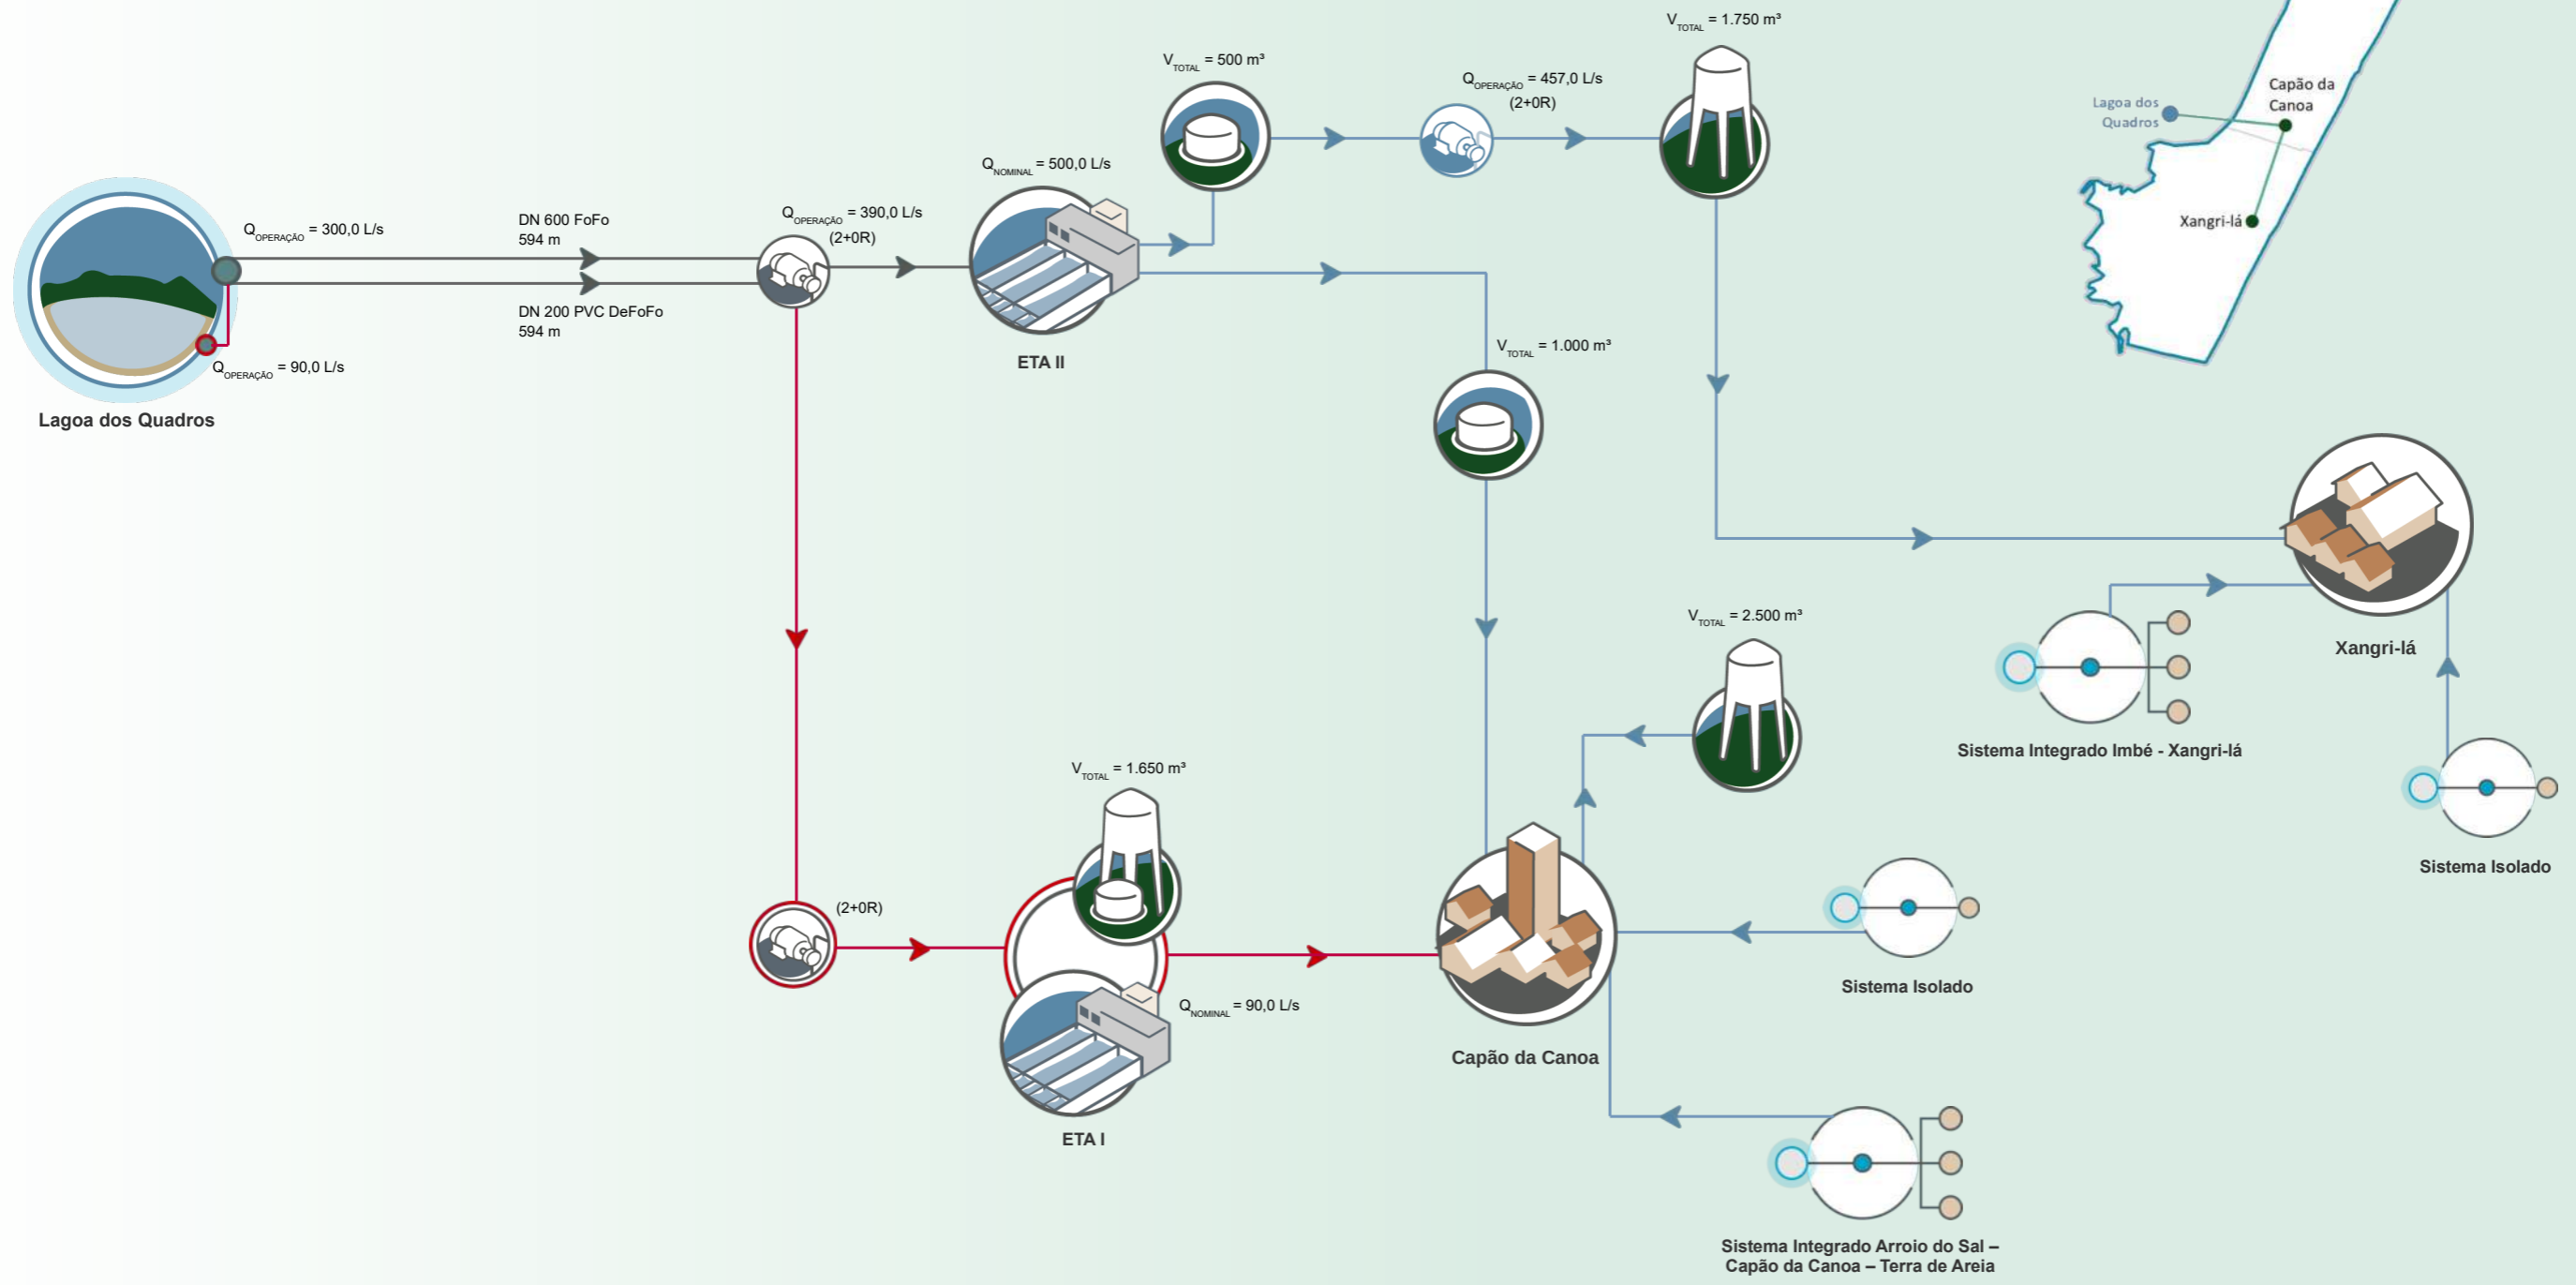 V TOTAL = 1.750 m³
V TOTAL = 500 m³
Q OPERAÇÃO = 457,0 L/s
(2+0R)
Capão da
Canoa
Lagoa dos
Quadros
Xangri-lá
Q NOMINAL = 500,0 L/s
Q OPERAÇÃO = 390,0 L/s
(2+0R)
Q OPERAÇÃO = 300,0 L/s
DN 600 FoFo
594 m
DN 200 PVC DeFoFo
594 m
Q OPERAÇÃO = 90,0 L/s
Lagoa dos Quadros
ETA II
V TOTAL = 1.000 m³
V TOTAL = 2.500 m³
Xangri-lá
Sistema Integrado Imbé - Xangri-lá
Sistema Isolado
V TOTAL = 1.650 m³
(2+0R)
Q NOMINAL = 90,0 L/s
ETA I
Capão da Canoa
Sistema Isolado
Sistema Integrado Arroio do Sal –
Capão da Canoa – Terra de Areia